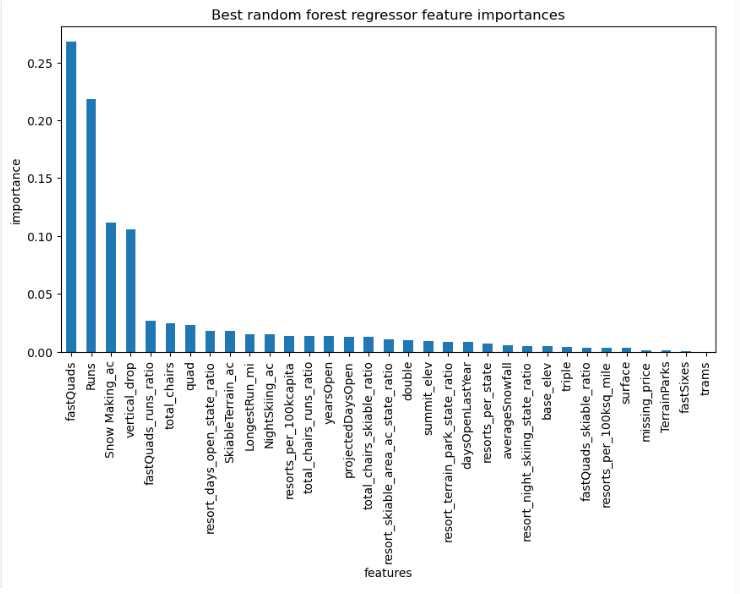 Best random forest regressor feature importances
importance
0.25
0.20
0.15
0.10
0.05
0.00
fastQuads
Runs
Snow Making_ac
vertical_drop
fastQuads_runs_ratio
total_chairs
quad
resort_days_open_state_ratio
SkiableTerrain_ac
LongestRun_mi
NightSkiing_ac
resorts_per_100kcapita
total_chairs_runs_ratio
yearsOpen
projectedDaysOpen
total_chairs_skiable_ratio
resort_skiable_area_ac_state_ratio
double
summit_elev
resort_terrain_park_state_ratio
daysOpenLastYear
resorts_per_state
averageSnowfall
resort_night_skiing_state_ratio
base_elev
triple
fastQuads_skiable_ratio
resorts_per_100ksq_mile
surface
missing_price
TerrainParks
fastSixes
trams
features